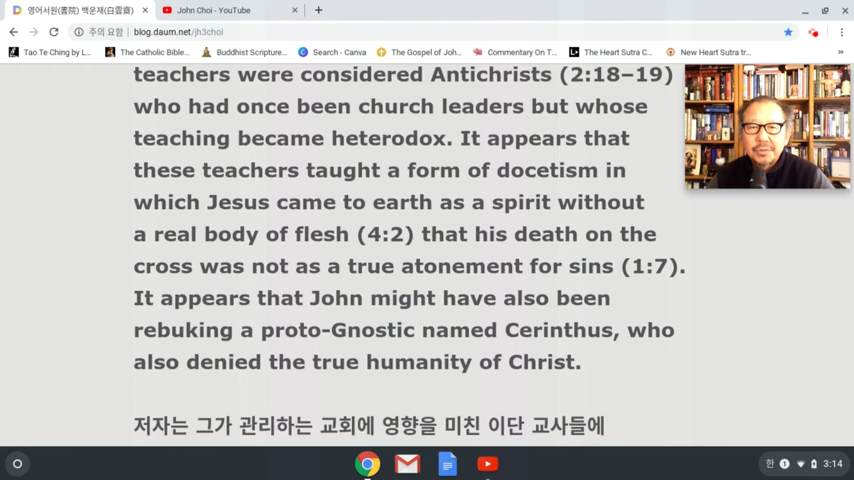 영어서원(書院) 백운재(白雲齋)
John Choi - YouTube
주의 요함
blog.daum.net/jh3choi
Tao Te Ching by L...
The Catholic Bible...
Buddhist Scripture...
Search - Canva
The Gospel of Joh...
Commentary On T...
The Heart Sutra C...
New Heart Sutra tr...
teachers were considered Antichrists (2:18–19)
who had once been church leaders but whose
teaching became heterodox. It appears that
these teachers taught a form of docetism in
which Jesus came to earth as a spirit without
a real body of flesh (4:2) that his death on the
cross was not as a true atonement for sins (1:7).
It appears that John might have also been
rebuking a proto-Gnostic named Cerinthus, who
also denied the true humanity of Christ.
저자는 그가 관리하는 교회에 영향을 미친 이단 교사들에
한 1 3:14